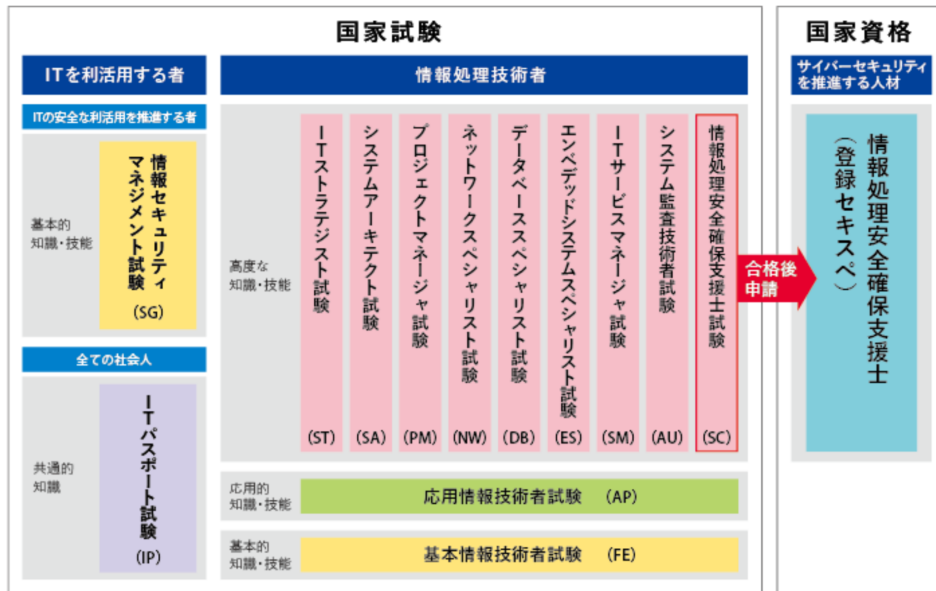 国家試験
国家資格
ITを利活用する者
情報処理技術者
サイバーセキュリティ
を推進する人材
ITの安全な利活用を推進する者
基本的
知識・技能
情報セキュリティ
マネジメント試験
(SG)
全ての社会人
共通的
知識
ITパスポート試験
(IP)
高度な
知識・技能
ITストラテジスト試験
(ST)
システムアーキテクト試験
(SA)
プロジェクトマネージャ試験
(PM)
ネットワークスペシャリスト試験
(NW)
データベーススペシャリスト試験
(DB)
エンベデッドシステムスペシャリスト試験
(ES)
ITサービスマネージャ試験
(SM)
システム監査技術者試験
(AU)
情報処理安全確保支援士試験
(SC)
応用的
知識・技能
応用情報技術者試験 (AP)
基本的
知識・技能
基本情報技術者試験 (FE)
合格後
申請
情報処理安全確保支援士
(登録セキスペ)